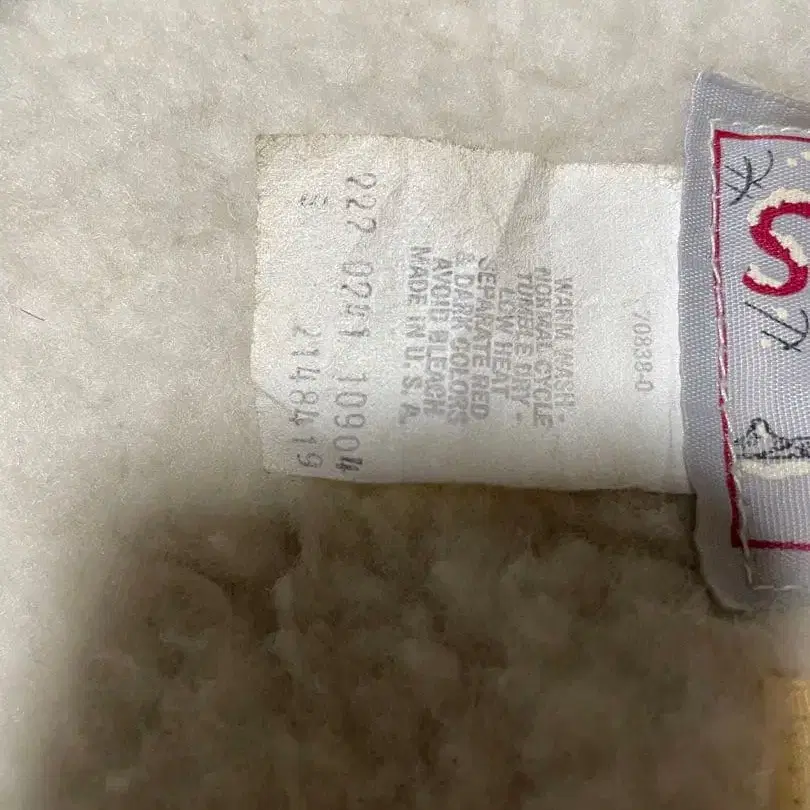 70838-0
WARM WASH -
NORMAL CYCLE
TUMBLE DRY -
LOW HEAT
SEPARATE RED
& DARK COLORS
AVOID BLEACH
MADE IN U.S.A.
222 0241 10904
2148419
S